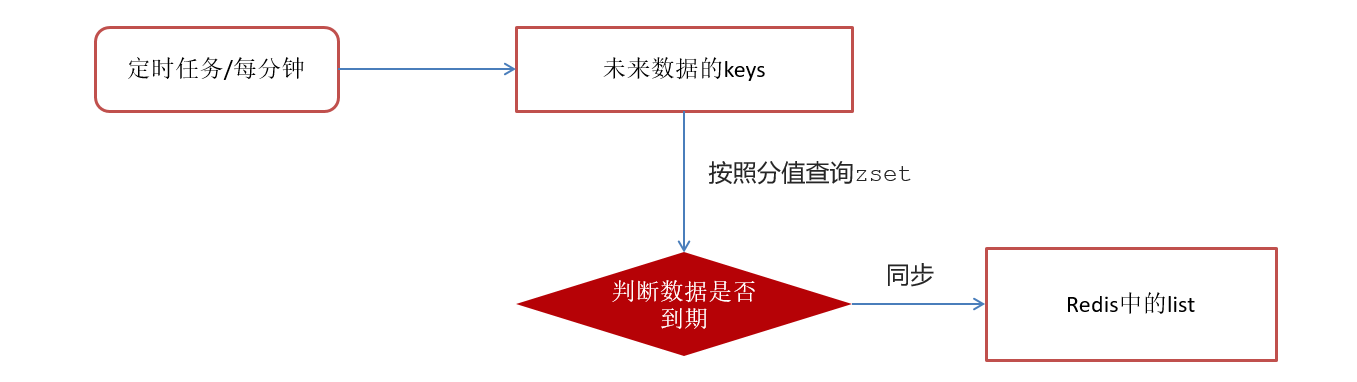 定时任务/每分钟
未来数据的keys
按照分值查询zset
判断数据是否
到期
同步
Redis中的list